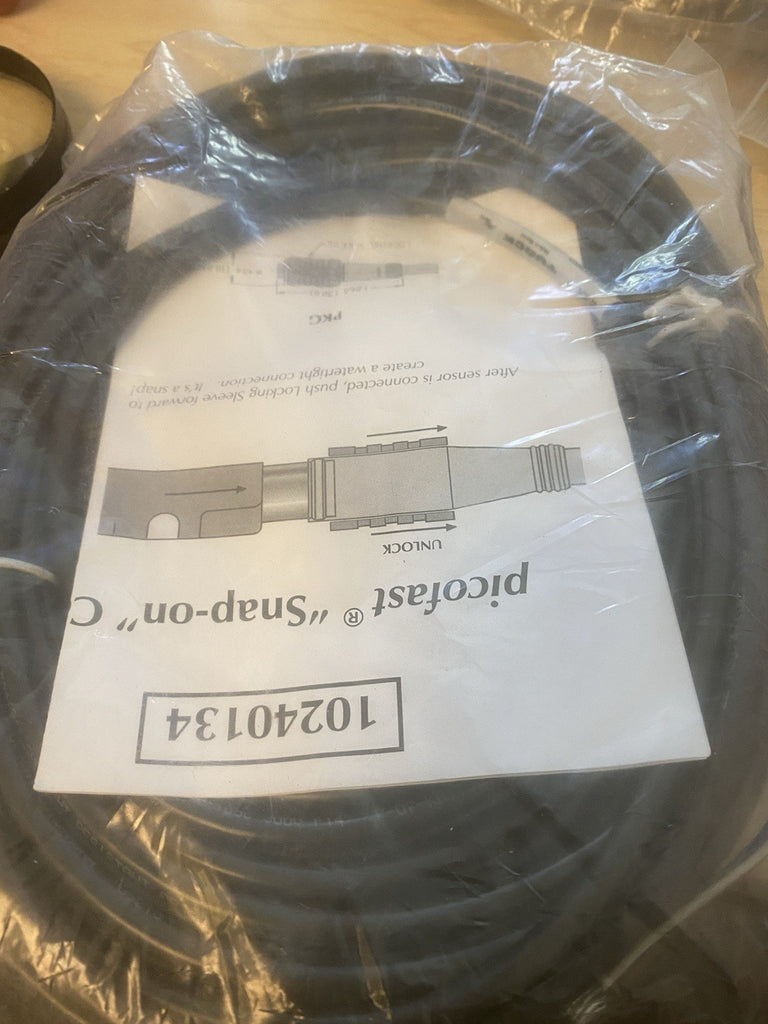 10240134
picofast® "Snap-on" C
UNLOCK
After sensor is connected, push Locking Sleeve forward to
create a watertight connection. It's a snap!
PKG